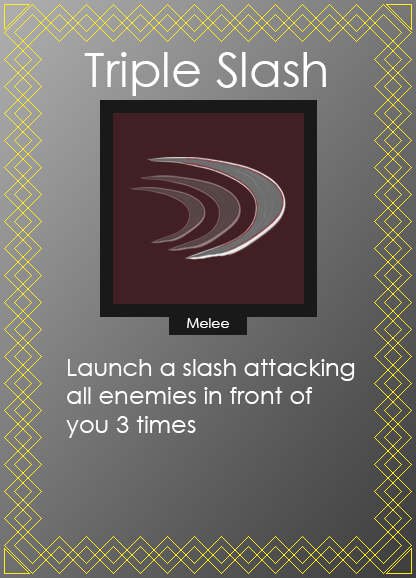 Triple Slash
Melee
Launch a slash attacking
all enemies in front of
you 3 times